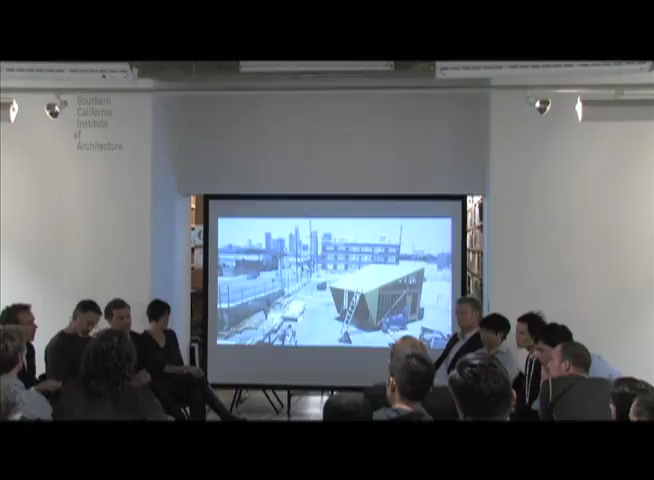 Southern
California
Institute
of
Architecture